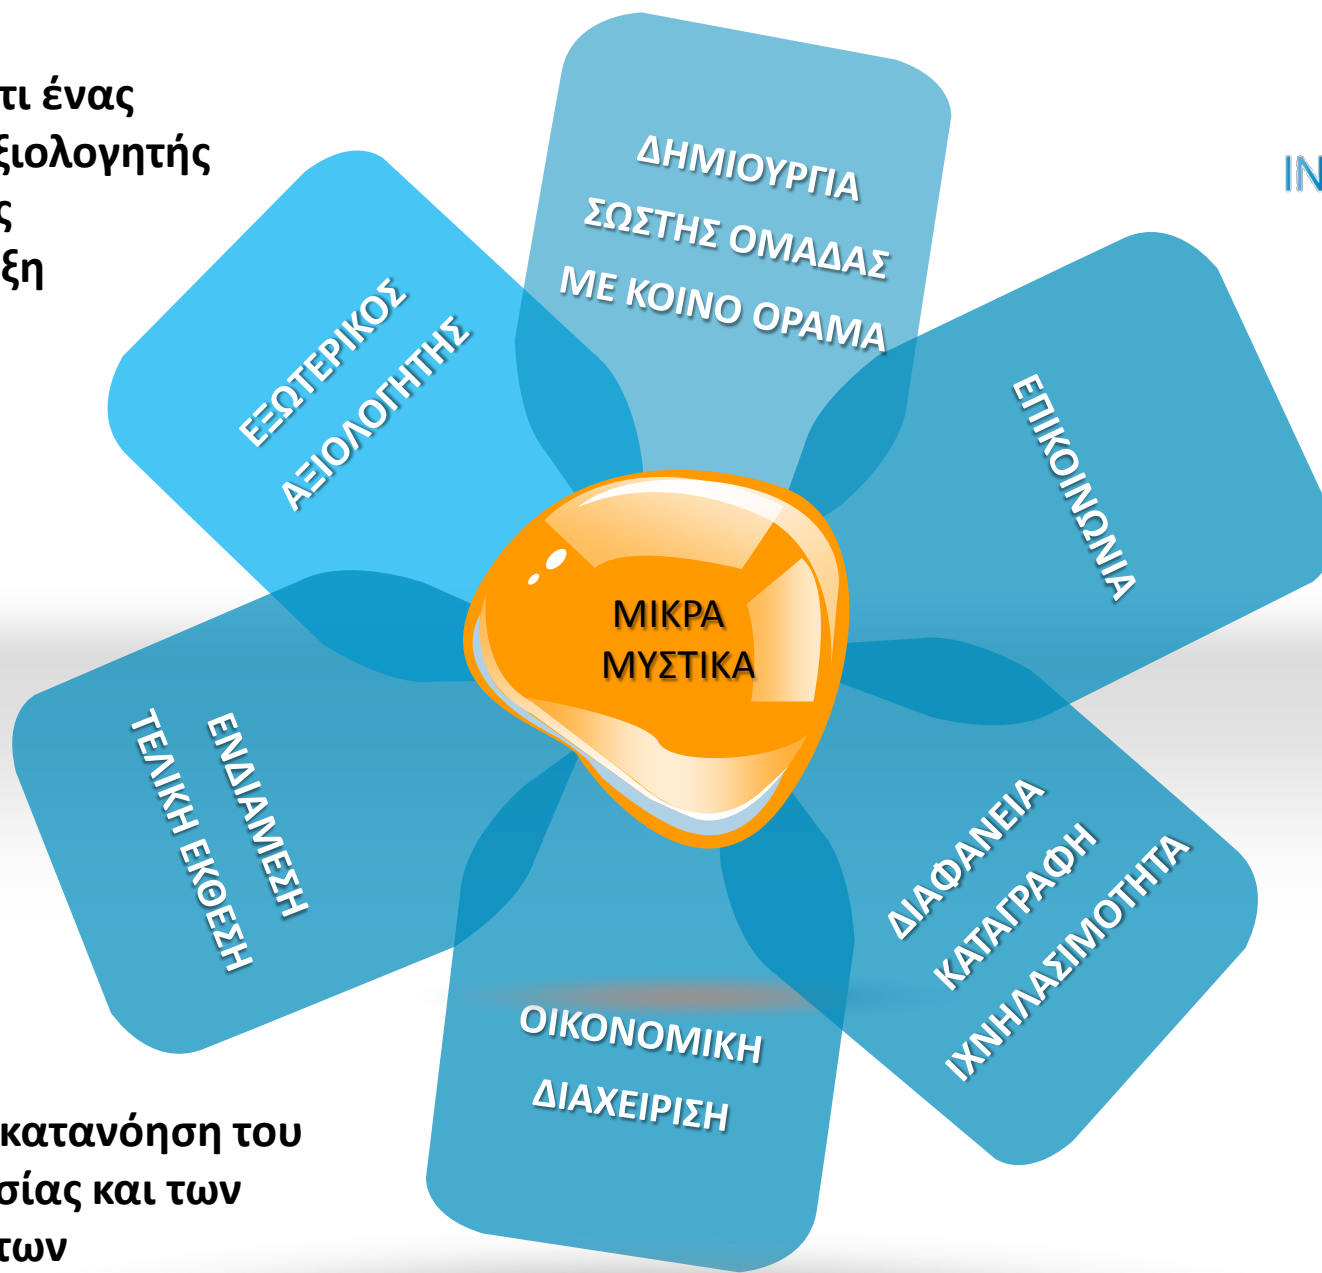 τι ένας
ξιολογητής
ς
ξη
IN
ΔΗΜΙΟΥΡΓΙΑ
ΣΩΣΤΗΣ ΟΜΑΔΑΣ
ΜΕ ΚΟΙΝΟ ΟΡΑΜΑ
ΕΞΩΤΕΡΙΚΟΣ
ΑΞΙΟΛΟΓΗΤΗΣ
ΕΠΙΚΟΙΝΩΝΙΑ
ΜΙΚΡΑ
ΜΥΣΤΙΚΑ
ΕΝΔΙΑΜΕΣΗ
ΤΕΛΙΚΗ ΕΚΘΕΣΗ
ΔΙΑΦΑΝΕΙΑ
ΚΑΤΑΓΡΑΦΗ
ΙΧΝΗΛΑΣΙΜΟΤΗΤΑ
ΟΙΚΟΝΟΜΙΚΗ
ΔΙΑΧΕΙΡΙΣΗ
κατανόηση του
σίας και των
των